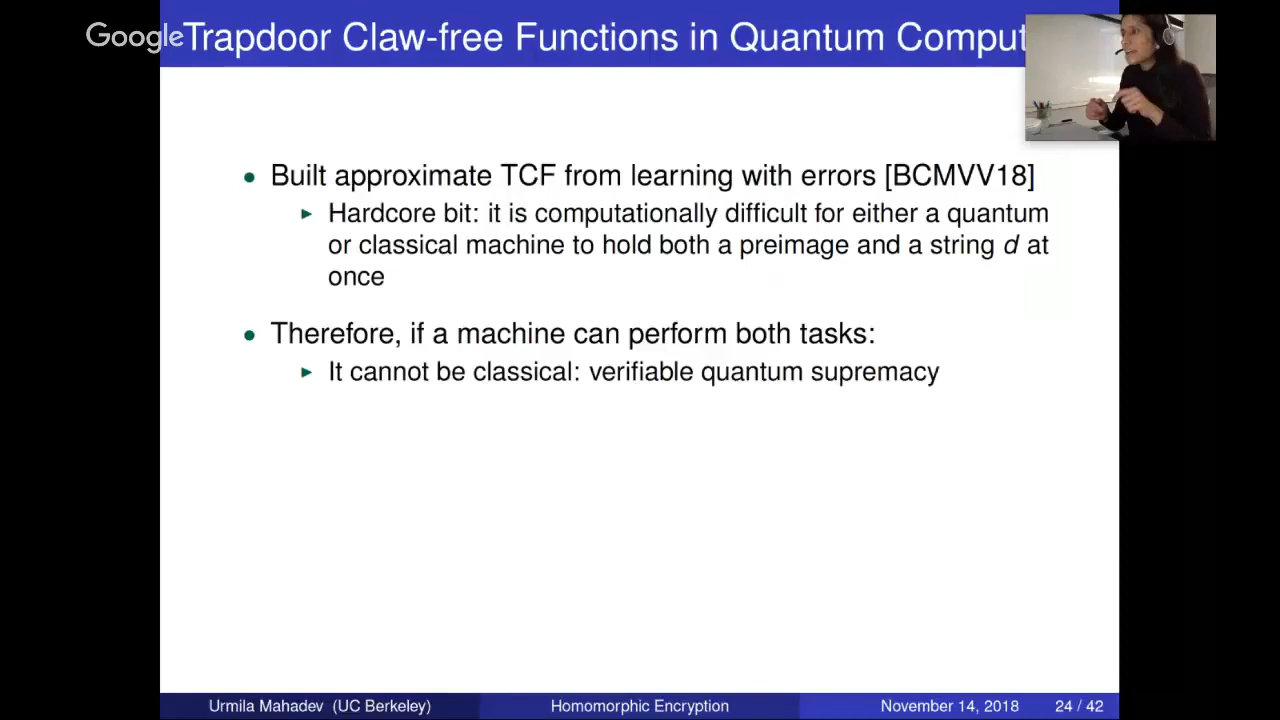 Google
Trapdoor Claw-free Functions in Quantum Comput
• Built approximate TCF from learning with errors [BCMVV18]
▶ Hardcore bit: it is computationally difficult for either a quantum
or classical machine to hold both a preimage and a string d at
once
• Therefore, if a machine can perform both tasks:
▶ It cannot be classical: verifiable quantum supremacy
Urmila Mahadev (UC Berkeley)
Homomorphic Encryption
November 14, 2018
24 / 42